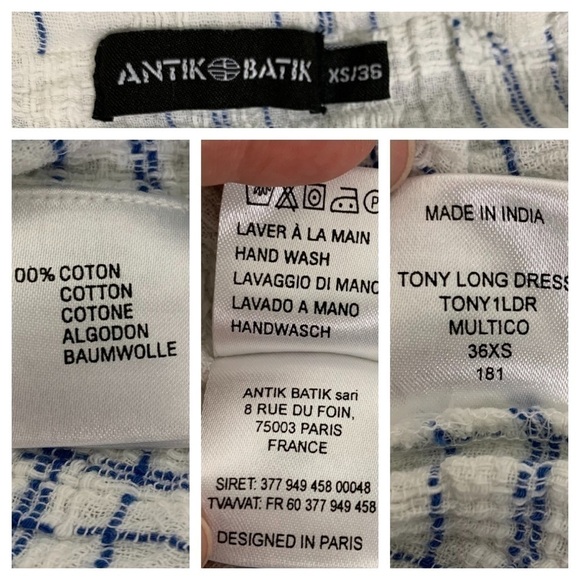 ANTIK BATIK
XS/36
00% COTON
COTTON
COTONE
ALGODON
BAUMWOLLE
LAVER À LA MAIN
HAND WASH
LAVAGGIO DI MANO
LAVADO A MANO
HANDWASCH
ANTIK BATIK sari
8 RUE DU FOIN,
75003 PARIS
FRANCE
SIRET: 377 949 458 00048
TVA/VAT: FR 60 377 949 458
DESIGNED IN PARIS
MADE IN INDIA
TONY LONG DRESS
TONY1LDR
MULTICO
36XS
181